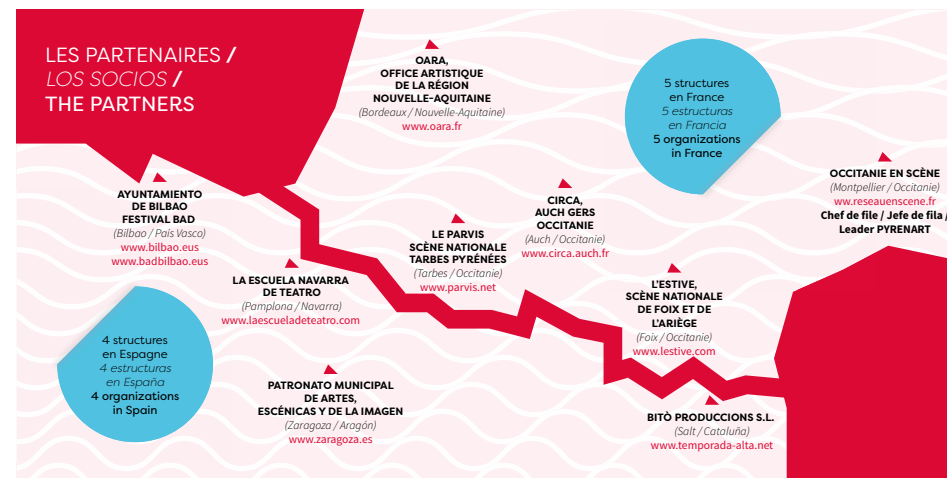 LES PARTENAIRES /
LOS SOCIOS /
THE PARTNERS
OARA,
OFFICE ARTISTIQUE
DE LA RÉGION
NOUVELLE-AQUITAINE
(Bordeaux / Nouvelle-Aquitaine)
www.oara.fr
5 structures
en France
5 estructuras
en Francia
5 organizations
in France
OCCITANIE EN SCÈNE
(Montpellier / Occitanie)
ww.reseauenscene.fr
Chef de file / Jefe de fila /
Leader PYRENART
AYUNTAMIENTO
DE BILBAO
FESTIVAL BAD
(Bilbao / País Vasco)
www.bilbao.eus
www.badbilbao.eus
CIRCA,
AUCH GERS
OCCITANIE
(Auch / Occitanie)
www.circa.auch.fr
LE PARVIS
SCÈNE NATIONALE
TARBES PYRÉNÉES
(Tarbes / Occitanie)
www.parvis.net
LA ESCUELA NAVARRA
DE TEATRO
(Pamplona / Navarra)
www.laescueladeteatro.com
L'ESTIVE,
SCÈNE NATIONALE
DE FOIX ET DE
L'ARIÈGE
(Foix / Occitanie)
www.lestive.com
4 structures
en Espagne
4 estructuras
en España
4 organizations
in Spain
PATRONATO MUNICIPAL
DE ARTES,
ESCÉNICAS Y DE LA IMAGEN
(Zaragoza / Aragón)
www.zaragoza.es
BITÒ PRODUCCIONS S.L.
(Salt / Cataluña)
www.temporada-alta.net